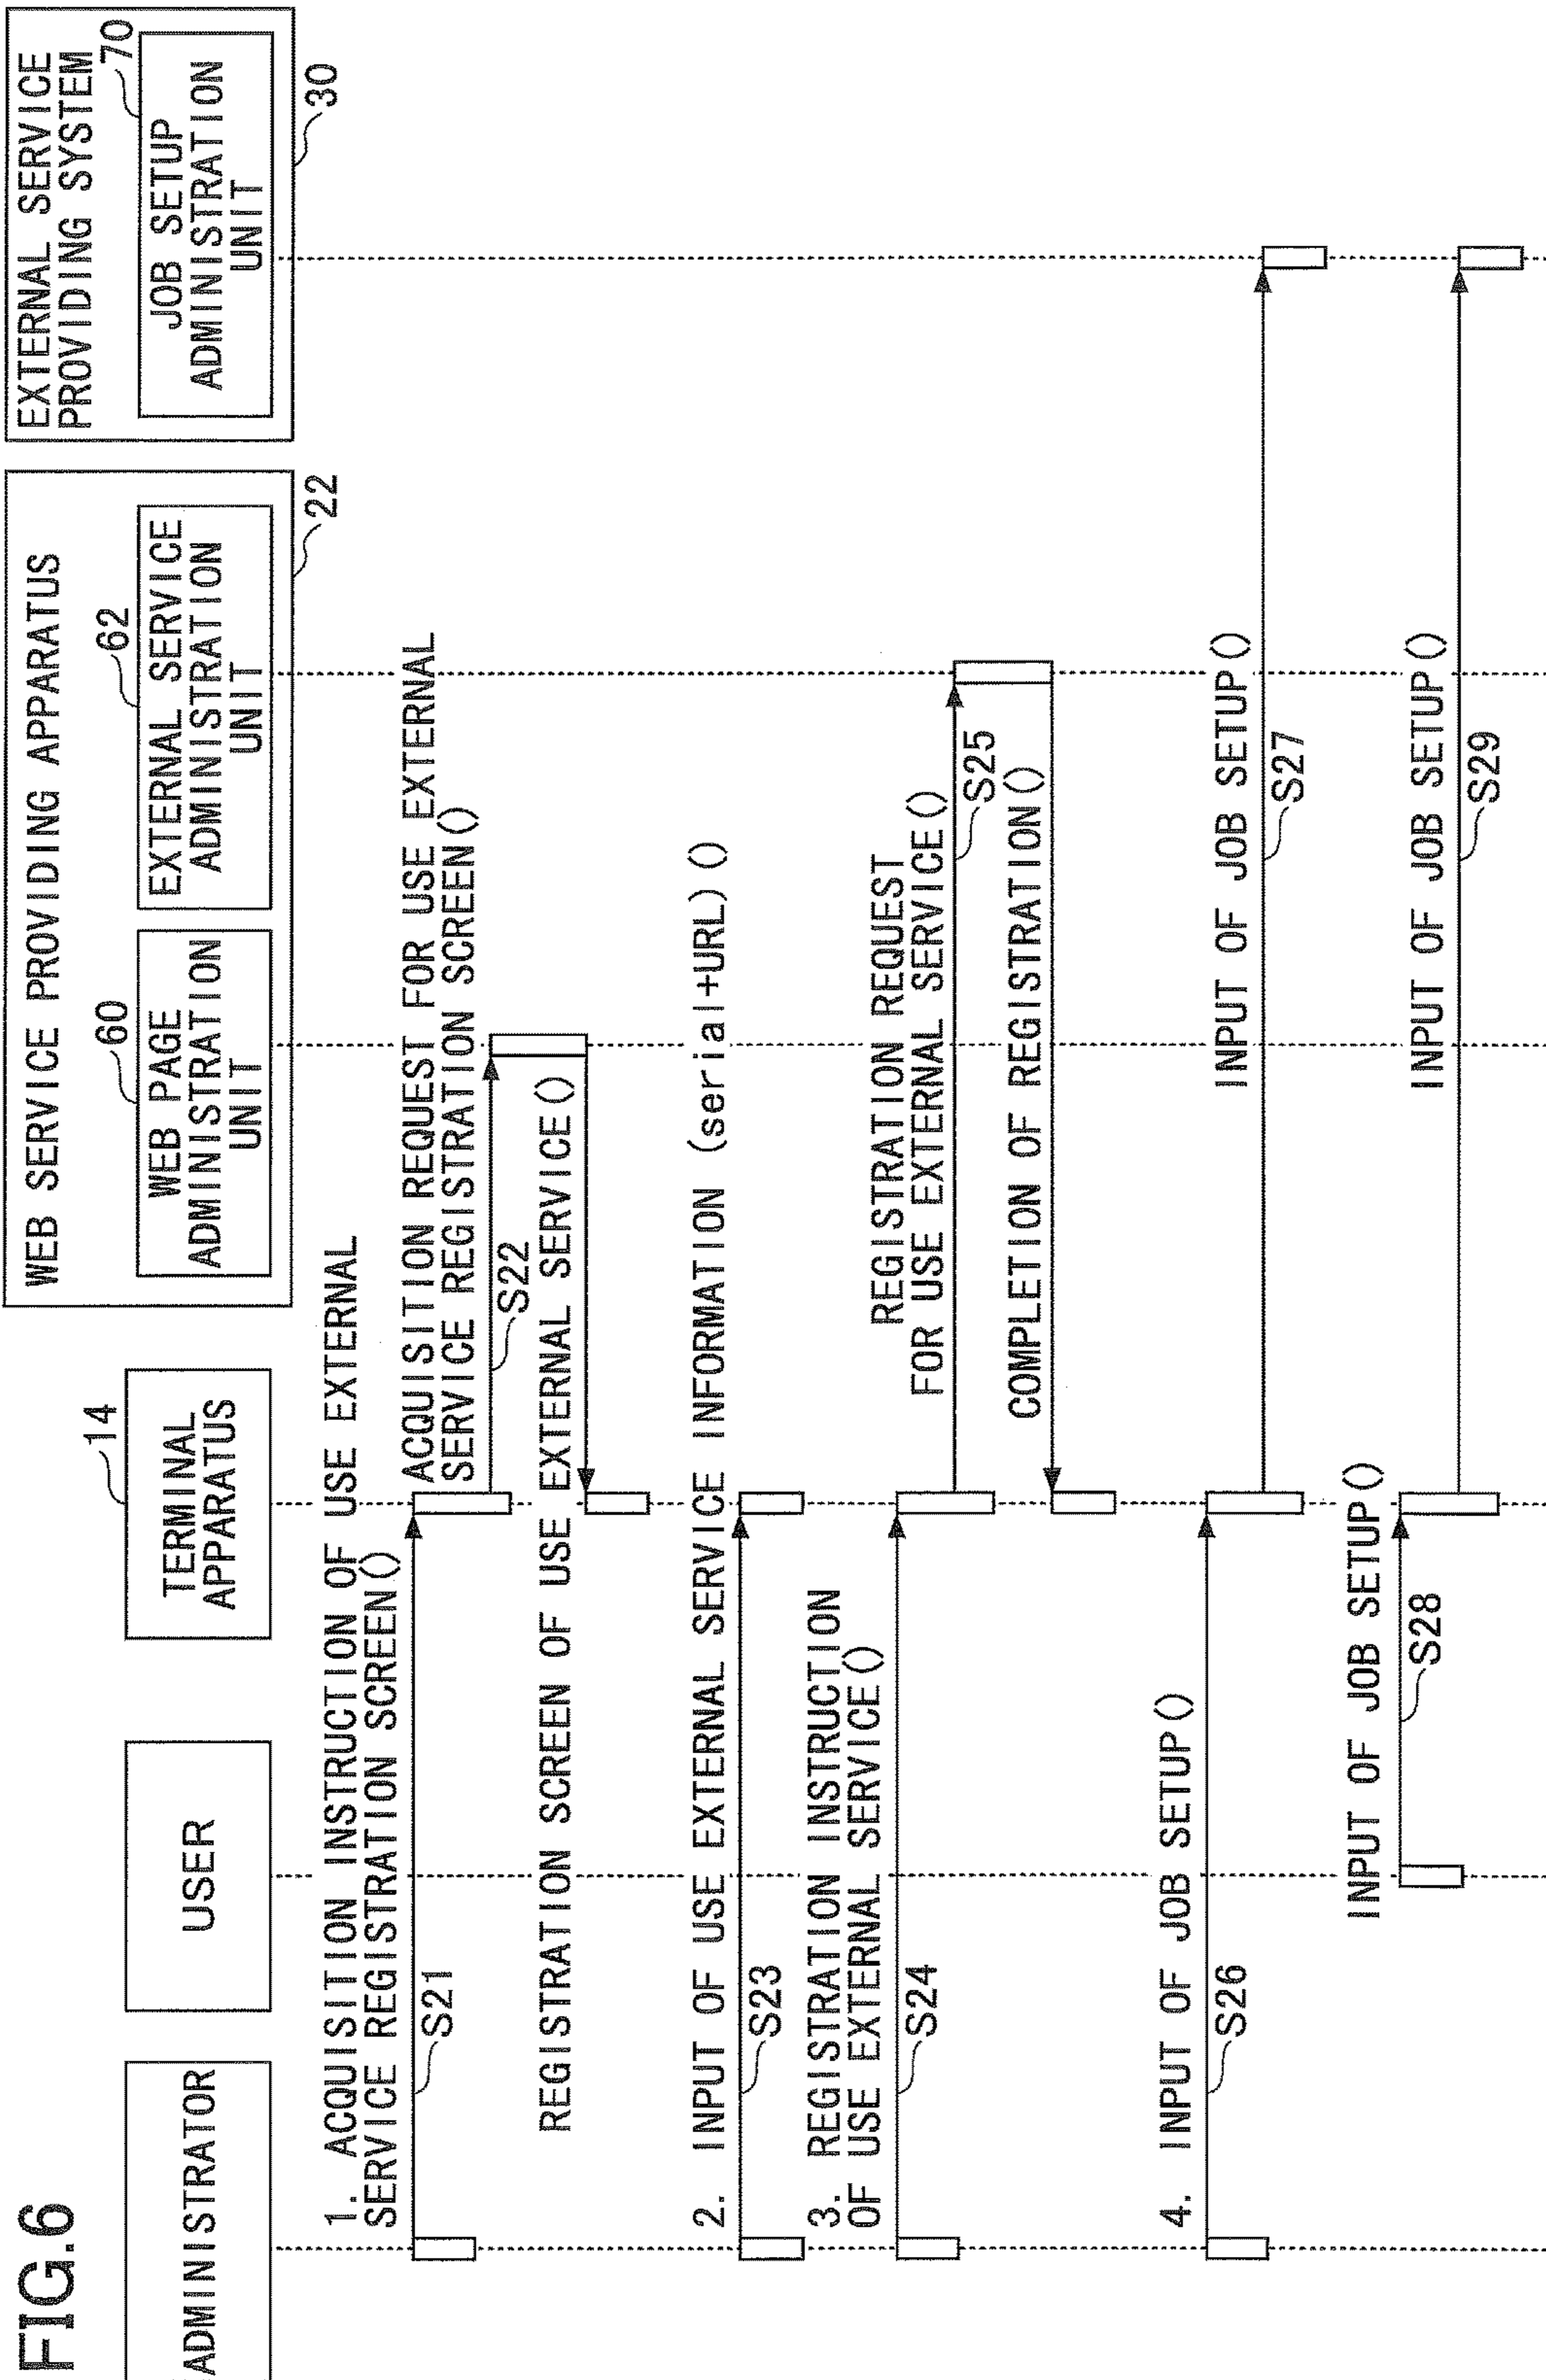 FIG.6
ADMINISTRATOR
USER
14
TERMINAL
APPARATUS
WEB SERVICE PROVIDING APPARATUS
60
WEB PAGE
ADMINISTRATION
UNIT
62
EXTERNAL SERVICE
ADMINISTRATION
UNIT
22
EXTERNAL SERVICE
PROVIDING SYSTEM
70
JOB SETUP
ADMINISTRATION
UNIT
30
1. ACQUISITION INSTRUCTION OF USE EXTERNAL
SERVICE REGISTRATION SCREEN()
S21
ACQUISITION REQUEST FOR USE EXTERNAL
SERVICE REGISTRATION SCREEN()
S22
REGISTRATION SCREEN OF USE EXTERNAL SERVICE()
2. INPUT OF USE EXTERNAL SERVICE INFORMATION (serial+URL)()
S23
3. REGISTRATION INSTRUCTION
OF USE EXTERNAL SERVICE()
S24
REGISTRATION REQUEST
FOR USE EXTERNAL SERVICE()
S25
COMPLETION OF REGISTRATION()
4. INPUT OF JOB SETUP()
S26
INPUT OF JOB SETUP()
S27
INPUT OF JOB SETUP()
S28
INPUT OF JOB SETUP()
S29